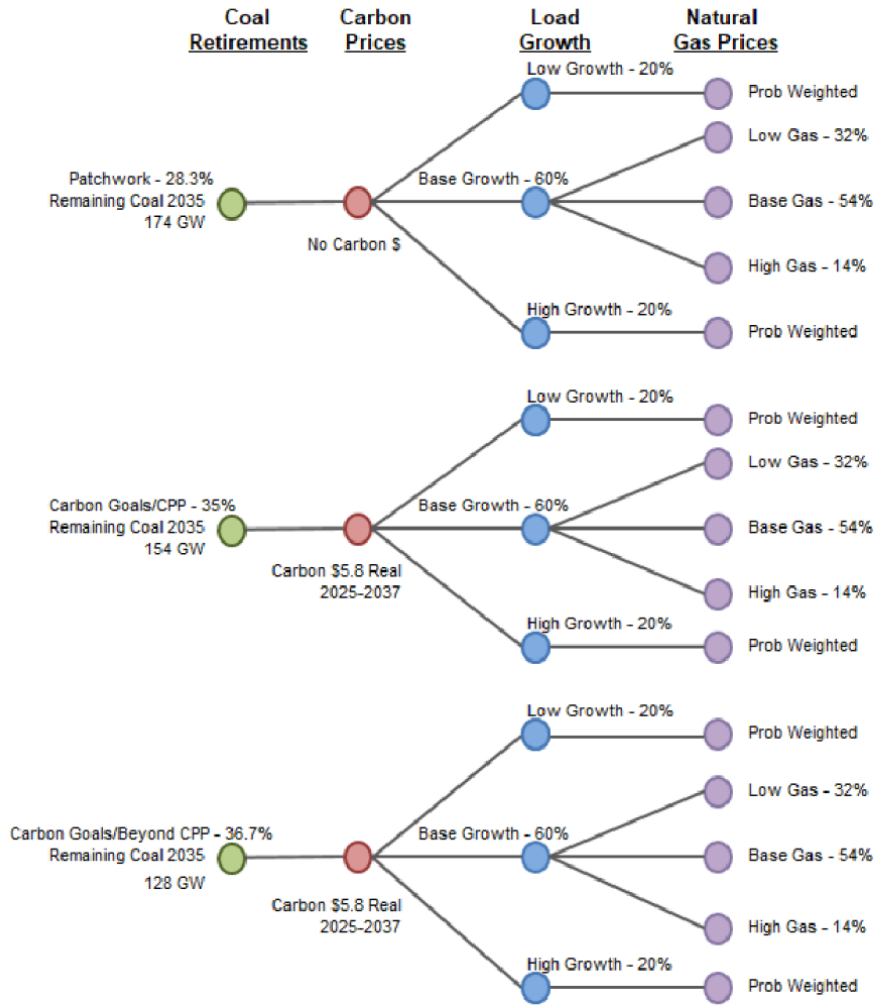 Coal
Retirements
Carbon
Prices
Load
Growth
Natural
Gas Prices
Low Growth - 20%
Prob Weighted
Low Gas - 32%
Patchwork - 28.3%
Remaining Coal 2035
174 GW
Base Growth - 60%
Base Gas - 54%
No Carbon $
High Gas - 14%
High Growth - 20%
Prob Weighted
Low Growth - 20%
Prob Weighted
Low Gas - 32%
Carbon Goals/CPP - 35%
Remaining Coal 2035
154 GW
Base Growth - 60%
Base Gas - 54%
Carbon $5.8 Real
2025-2037
High Gas - 14%
High Growth - 20%
Prob Weighted
Low Growth - 20%
Prob Weighted
Low Gas - 32%
Carbon Goals/Beyond CPP - 36.7%
Remaining Coal 2035
128 GW
Base Growth - 60%
Base Gas - 54%
Carbon $5.8 Real
2025-2037
High Gas - 14%
High Growth - 20%
Prob Weighted